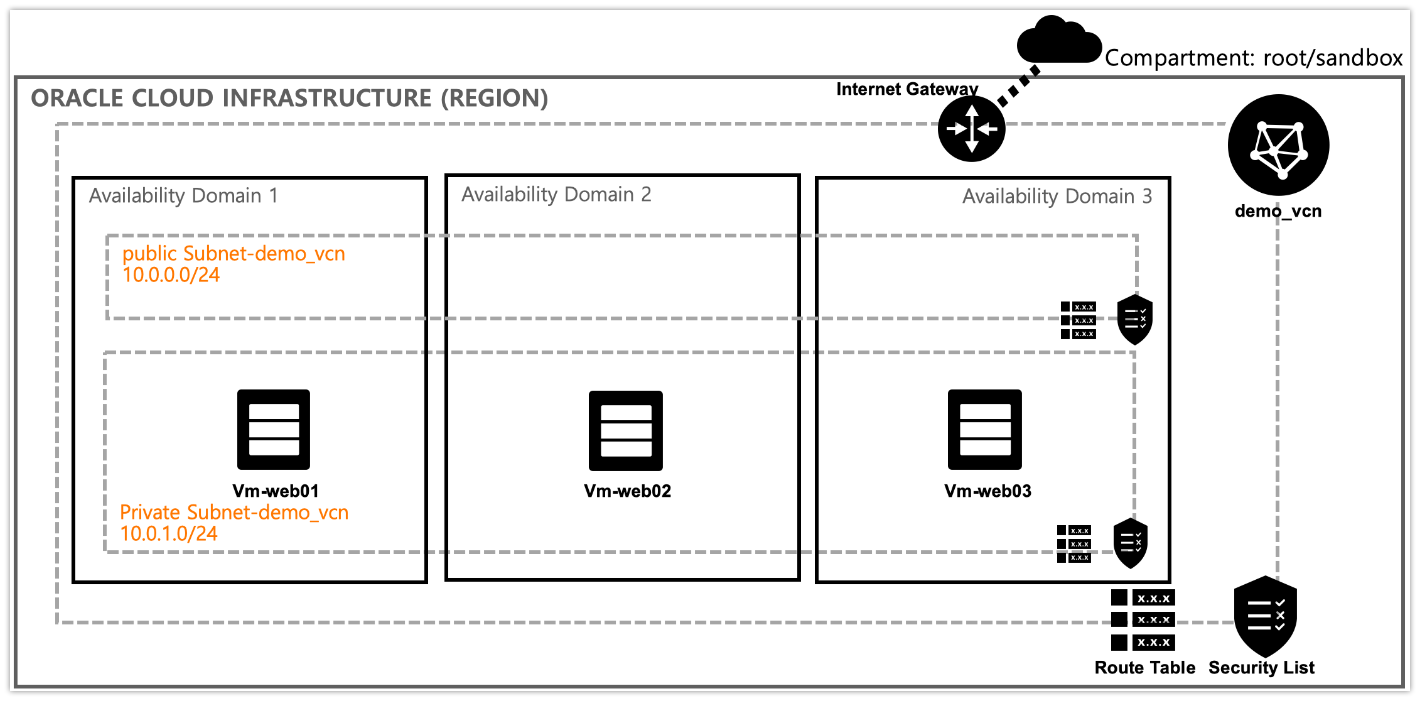 Compartment: root/sandbox
Internet Gateway
ORACLE CLOUD INFRASTRUCTURE (REGION)
demo_vcn
Availability Domain 1
Availability Domain 2
Availability Domain 3
public Subnet-demo_vcn
10.0.0.0/24
x.x.x
x.x.x
x.x.x
Vm-web01
Vm-web02
Vm-web03
Private Subnet-demo_vcn
10.0.1.0/24
x.x.x
x.x.x
x.x.x
x.x.x
x.x.x
x.x.x
Route Table
Security List